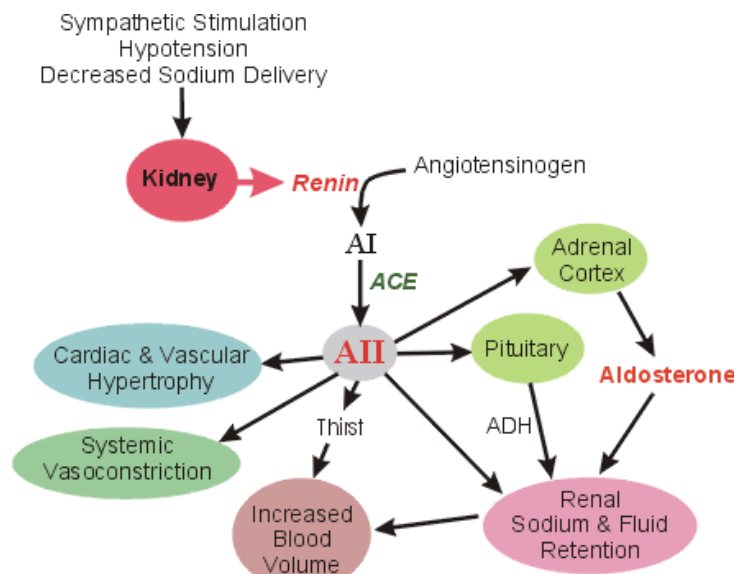 Sympathetic Stimulation
Hypotension
Decreased Sodium Delivery
Kidney
Renin
Angiotensinogen
AI
ACE
Adrenal
Cortex
AII
Cardiac & Vascular
Hypertrophy
Pituitary
Aldosterone
Systemic
Vasoconstriction
Thirst
ADH
Increased
Blood
Volume
Renal
Sodium & Fluid
Retention